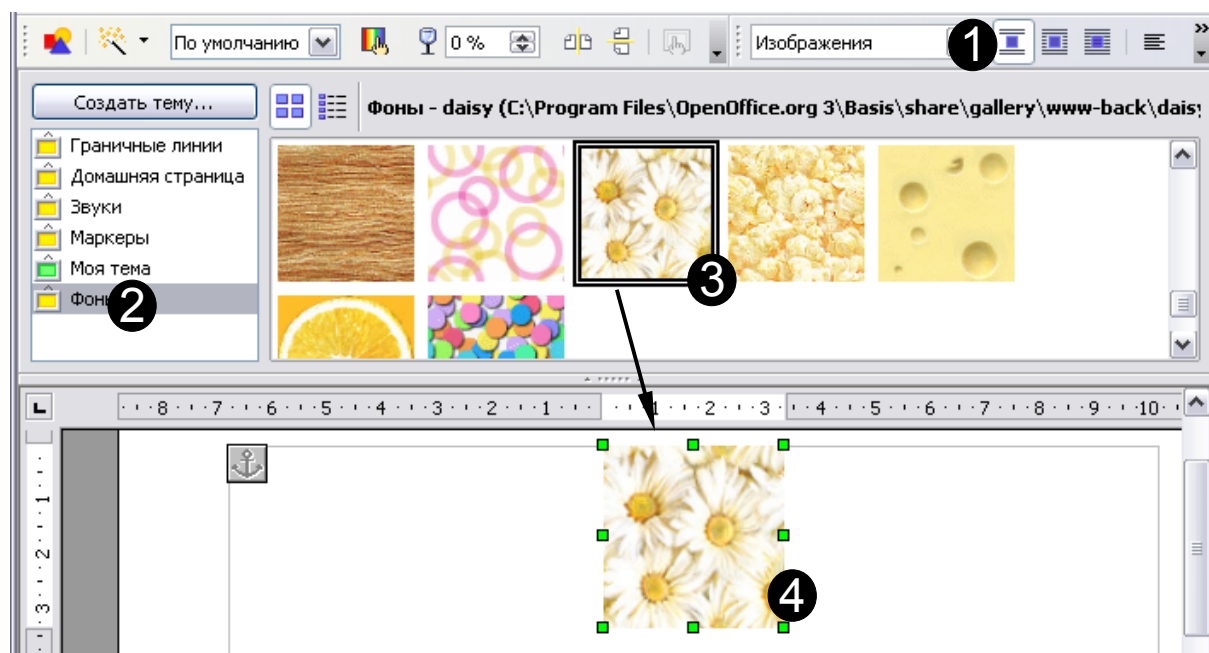 По умолчанию 0 % Изображения 1
Создать тему... Фоны - daisy (C:\Program Files\OpenOffice.org 3\Basis\share\gallery\www-back\dais
Граничные линии
Домашняя страница
Звуки
Маркеры
Моя тема
2
3
8 7 6 5 4 3 2 1 1 2 3 4 5 6 7 8 9 10
1
2
3
4